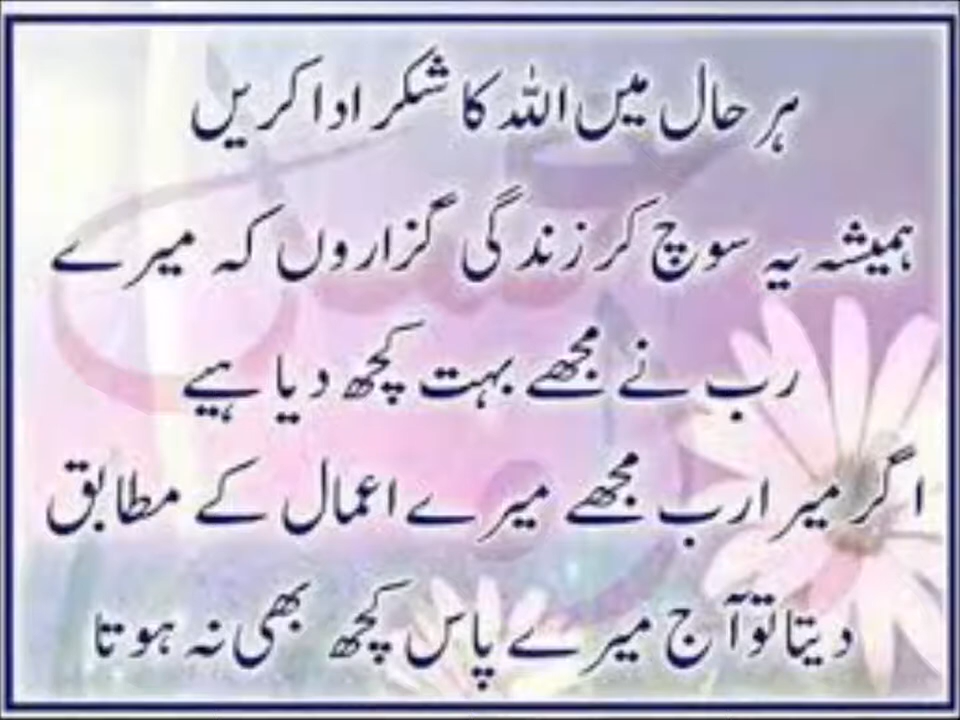 ہر حال میں اللہ کا شکر ادا کریں
ہمیشہ یہ سوچ کر زندگی گزاروں کہ میرے
رب نے مجھے بہت کچھ دیا ہیے
اگر میرا رب مجھے میرے اعمال کے مطابق
دیتا تو آج میرے پاس کچھ بھی نہ ہوتا